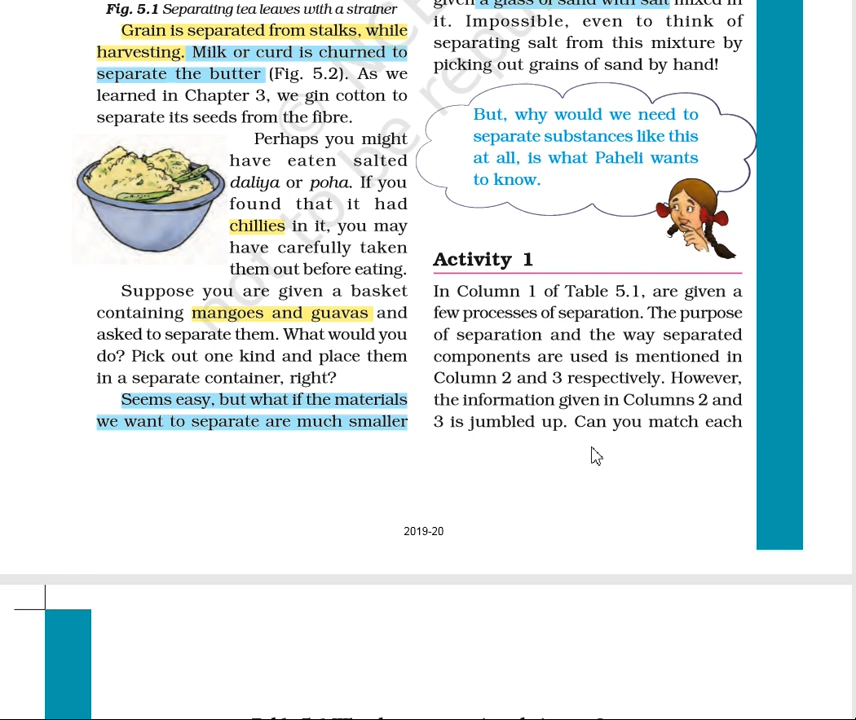 Fig. 5.1 Separating tea leaves with a strainer
Grain is separated from stalks, while
harvesting. Milk or curd is churned to
separate the butter (Fig. 5.2). As we
learned in Chapter 3, we gin cotton to
separate its seeds from the fibre.
Perhaps you might
have eaten salted
daliya or poha. If you
found that it had
chillies in it, you may
have carefully taken
them out before eating.
Suppose you are given a basket
containing mangoes and guavas and
asked to separate them. What would you
do? Pick out one kind and place them
in a separate container, right?
Seems easy, but what if the materials
we want to separate are much smaller
given a glass of sand with salt mixed in
it. Impossible, even to think of
separating salt from this mixture by
picking out grains of sand by hand!
But, why would we need to
separate substances like this
at all, is what Paheli wants
to know.
Activity 1
In Column 1 of Table 5.1, are given a
few processes of separation. The purpose
of separation and the way separated
components are used is mentioned in
Column 2 and 3 respectively. However,
the information given in Columns 2 and
3 is jumbled up. Can you match each
2019-20